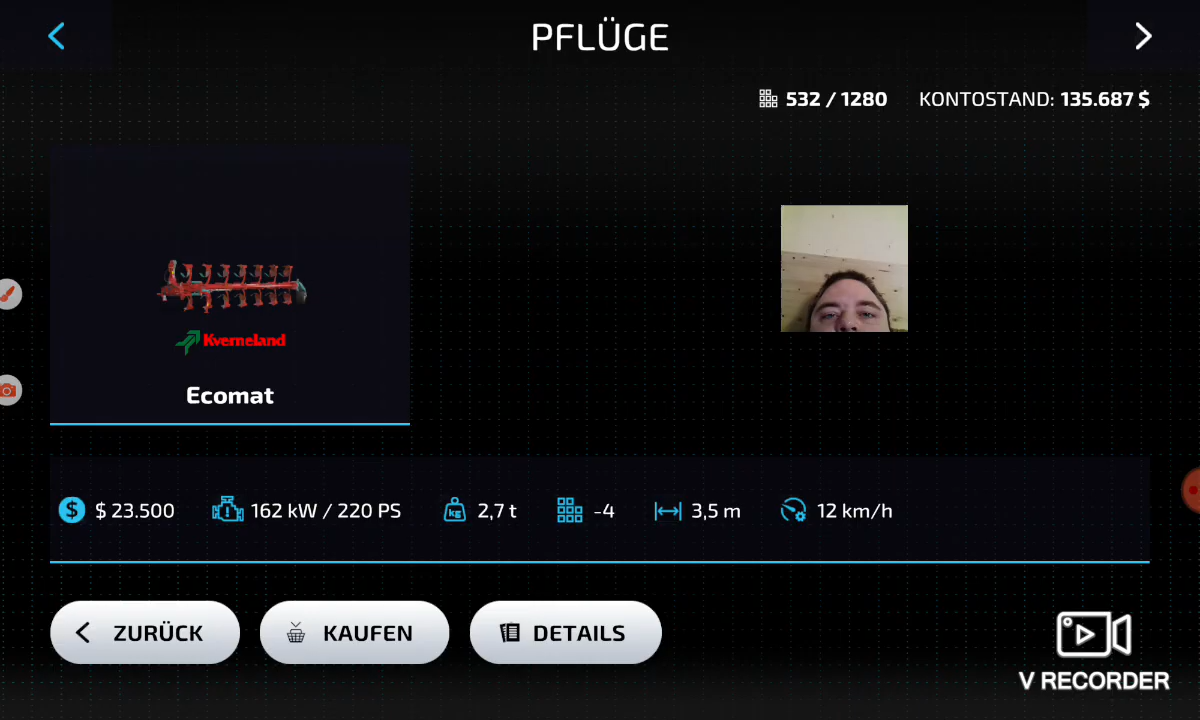 PFLÜGE
532 / 1280 KONTOSTAND: 135.687 $
Kverneland
Ecomat
$ $ 23.500 162 kW / 220 PS kg 2,7 t -4 3,5 m 12 km/h
ZURÜCK KAUFEN DETAILS
V RECORDER